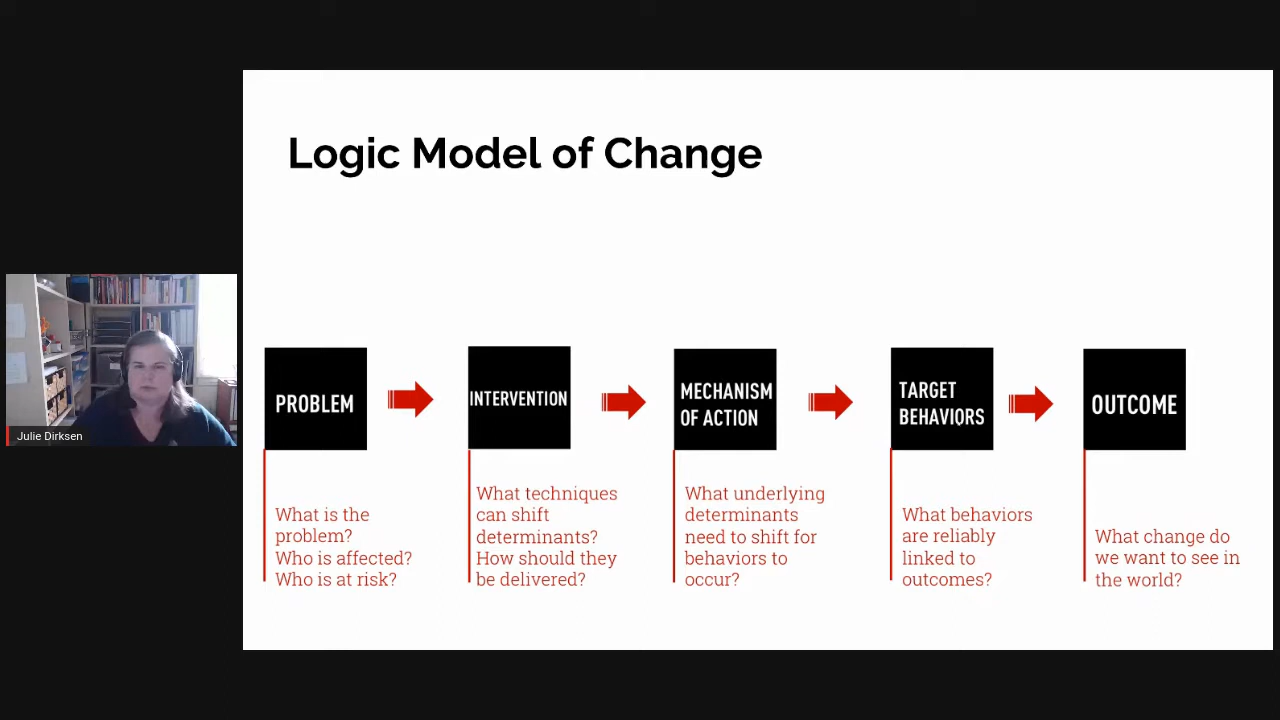 Logic Model of Change
PROBLEM
INTERVENTION
MECHANISM
OF ACTION
TARGET
BEHAVIORS
OUTCOME
What is the
problem?
Who is affected?
Who is at risk?
What techniques
can shift
determinants?
How should they
be delivered?
What underlying
determinants
need to shift for
behaviors to
occur?
What behaviors
are reliably
linked to
outcomes?
What change do
we want to see in
the world?
Julie Dirksen